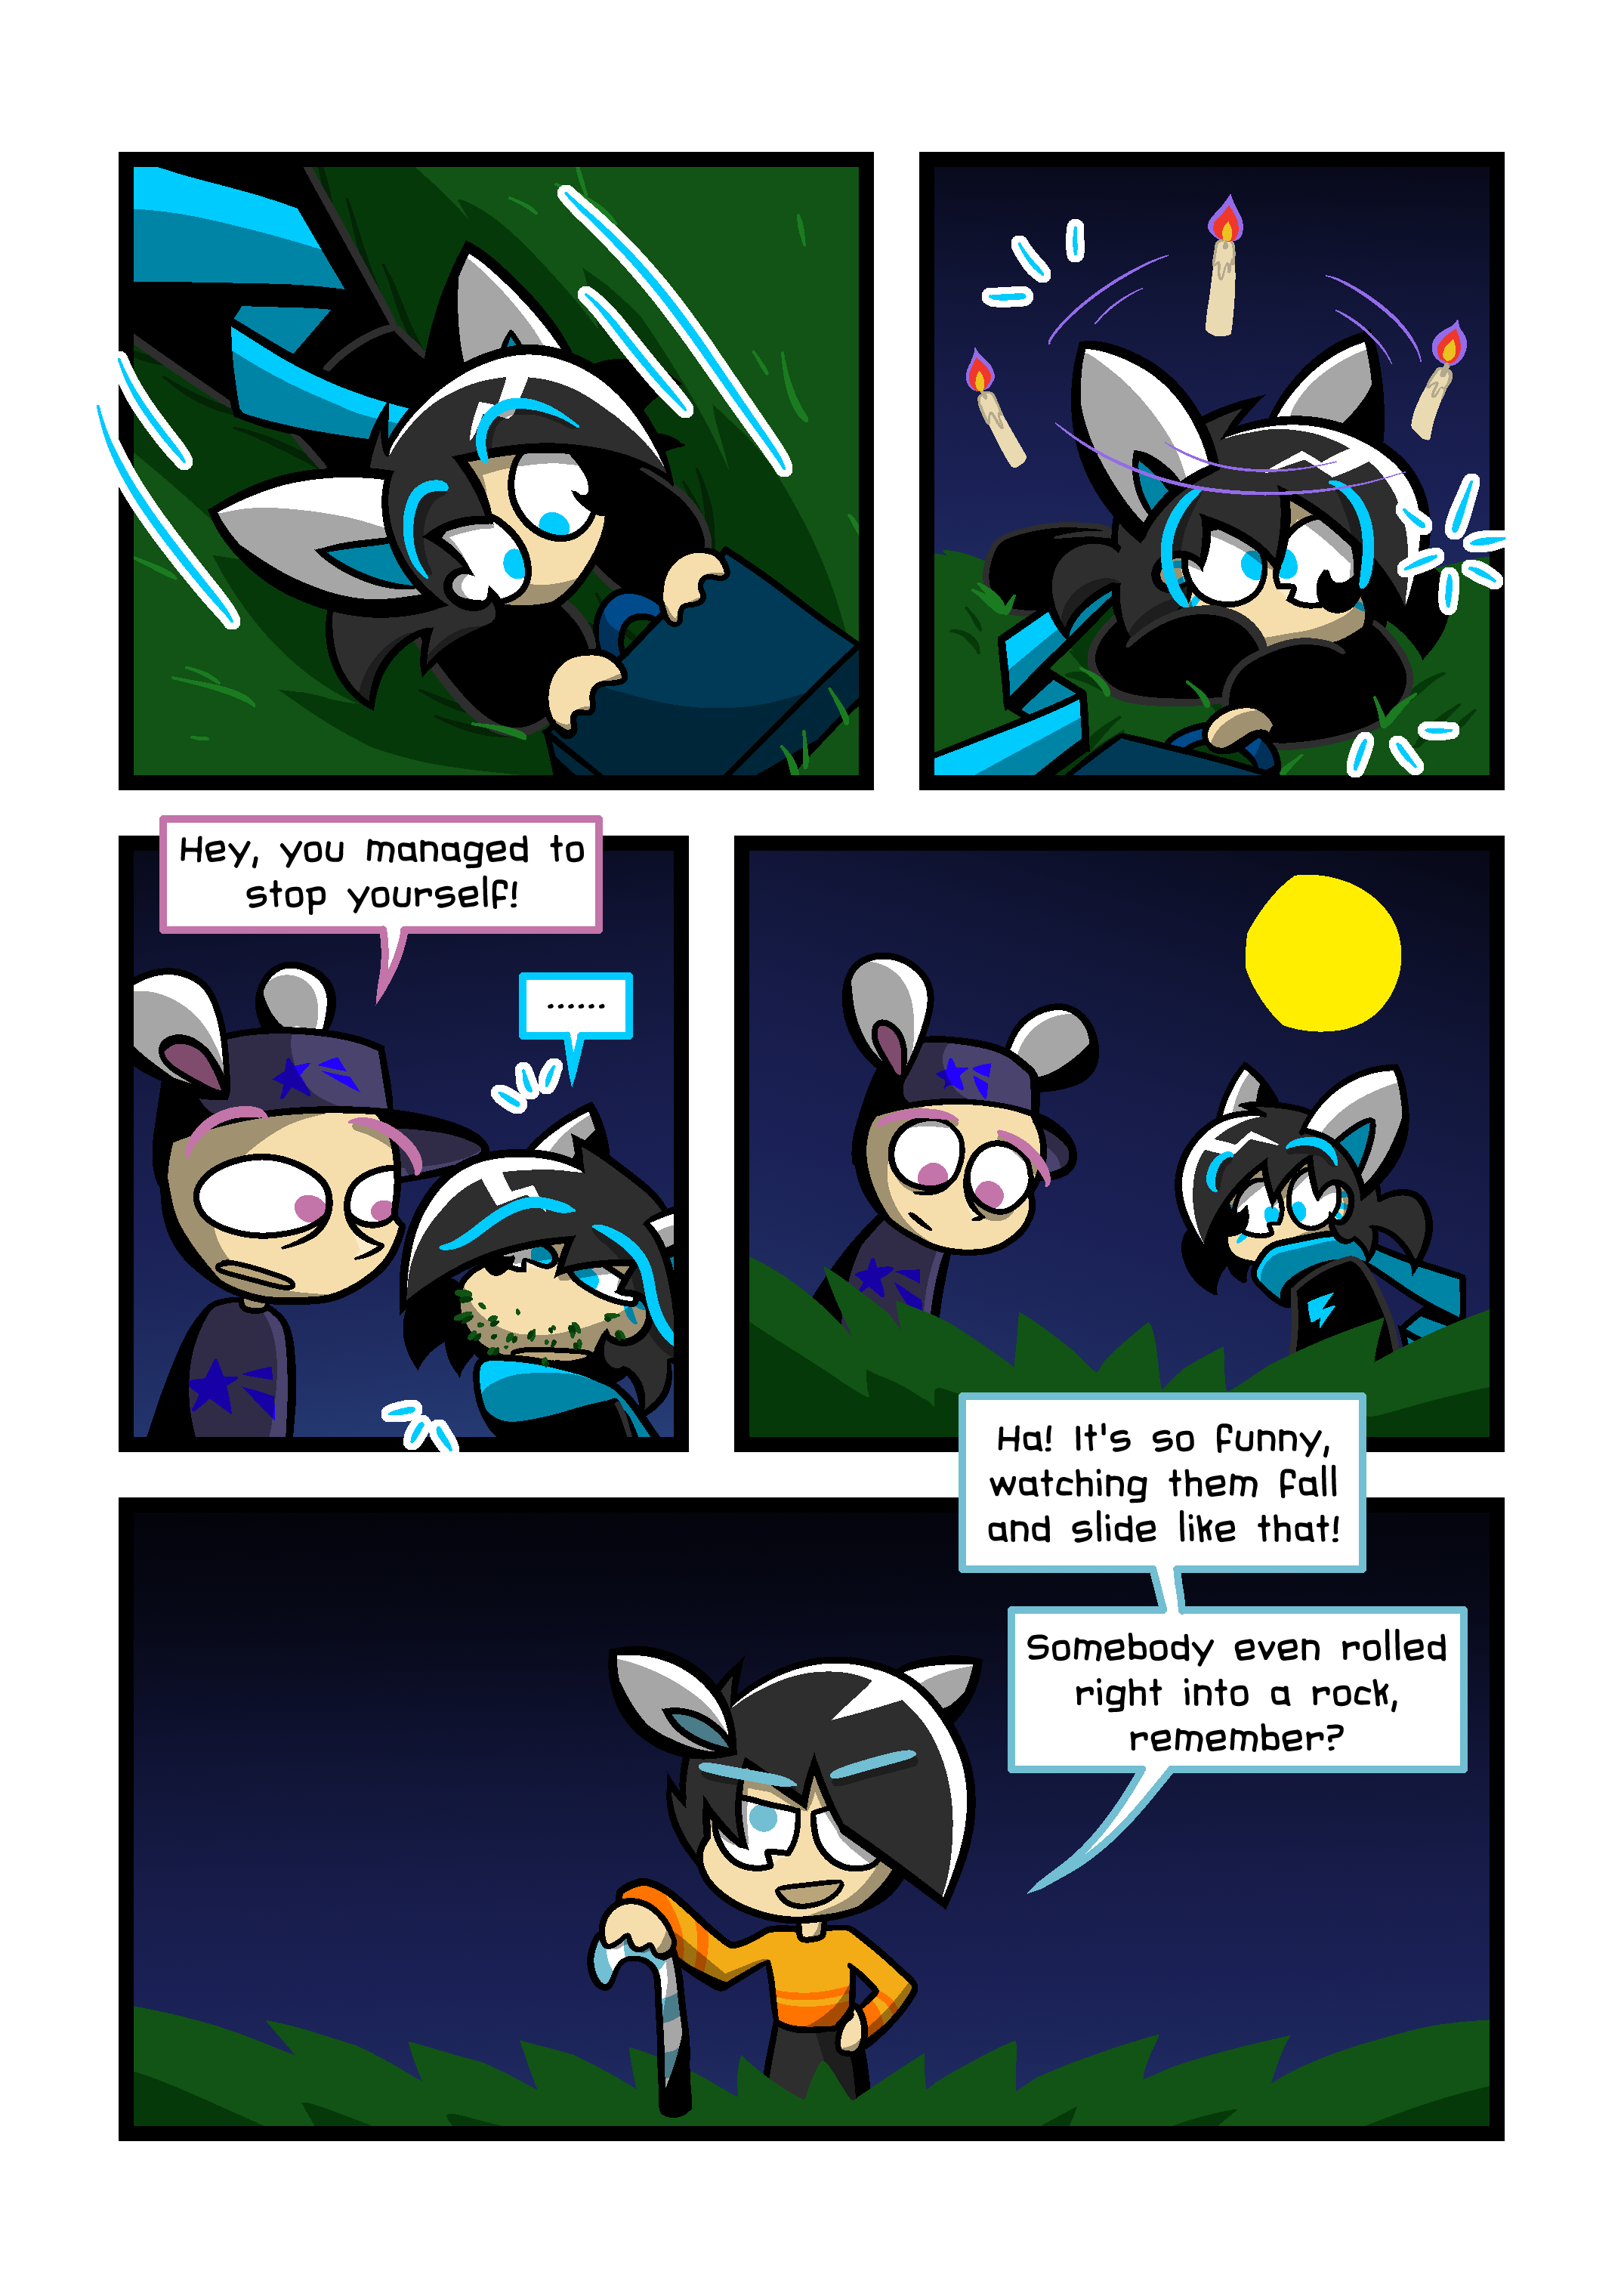 Hey, you managed to
stop yourself!
......
Ha! It's so funny,
watching them fall
and slide like that!
Somebody even rolled
right into a rock,
remember?